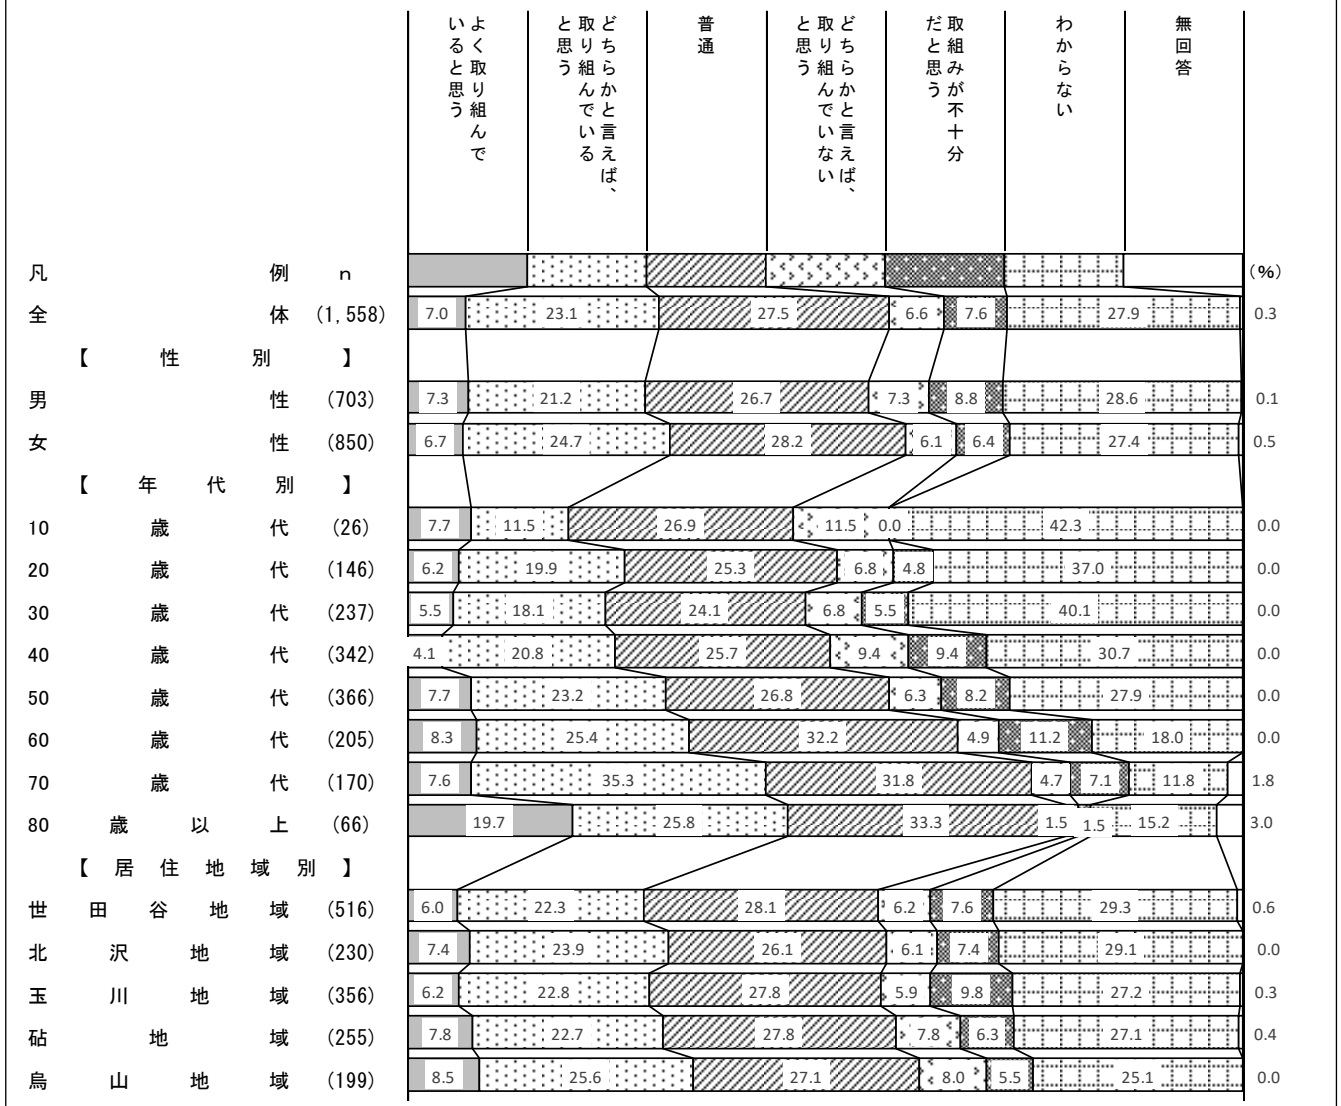 よく取り組んで
いると思う
どちらかと言えば、
取り組んでいる
と思う
普通
どちらかと言えば、
取り組んでいない
と思う
取組みが不十分
だと思う
わからない
無回答
凡例 n (%)
全体 (1,558) 7.0 23.1 27.5 6.6 7.6 27.9 0.3
【性別】
男性 (703) 7.3 21.2 26.7 7.3 8.8 28.6 0.1
女性 (850) 6.7 24.7 28.2 6.1 6.4 27.4 0.5
【年代別】
10歳代 (26) 7.7 11.5 26.9 11.5 0.0 42.3 0.0
20歳代 (146) 6.2 19.9 25.3 6.8 4.8 37.0 0.0
30歳代 (237) 5.5 18.1 24.1 6.8 5.5 40.1 0.0
40歳代 (342) 4.1 20.8 25.7 9.4 9.4 30.7 0.0
50歳代 (366) 7.7 23.2 26.8 6.3 8.2 27.9 0.0
60歳代 (205) 8.3 25.4 32.2 4.9 11.2 18.0 0.0
70歳代 (170) 7.6 35.3 31.8 4.7 7.1 11.8 1.8
80歳以上 (66) 19.7 25.8 33.3 1.5 1.5 15.2 3.0
【居住地域別】
世田谷地域 (516) 6.0 22.3 28.1 6.2 7.6 29.3 0.6
北沢地域 (230) 7.4 23.9 26.1 6.1 7.4 29.1 0.0
玉川地域 (356) 6.2 22.8 27.8 5.9 9.8 27.2 0.3
砧地域 (255) 7.8 22.7 27.8 7.8 6.3 27.1 0.4
烏山地域 (199) 8.5 25.6 27.1 8.0 5.5 25.1 0.0